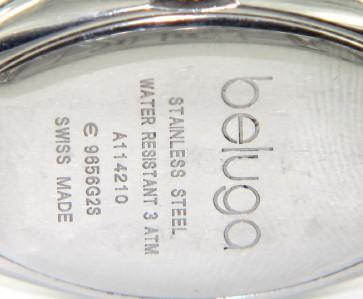 beluga
STAINLESS STEEL
WATER RESISTANT 3 ATM
A114210
Є 9656G2S
SWISS MADE